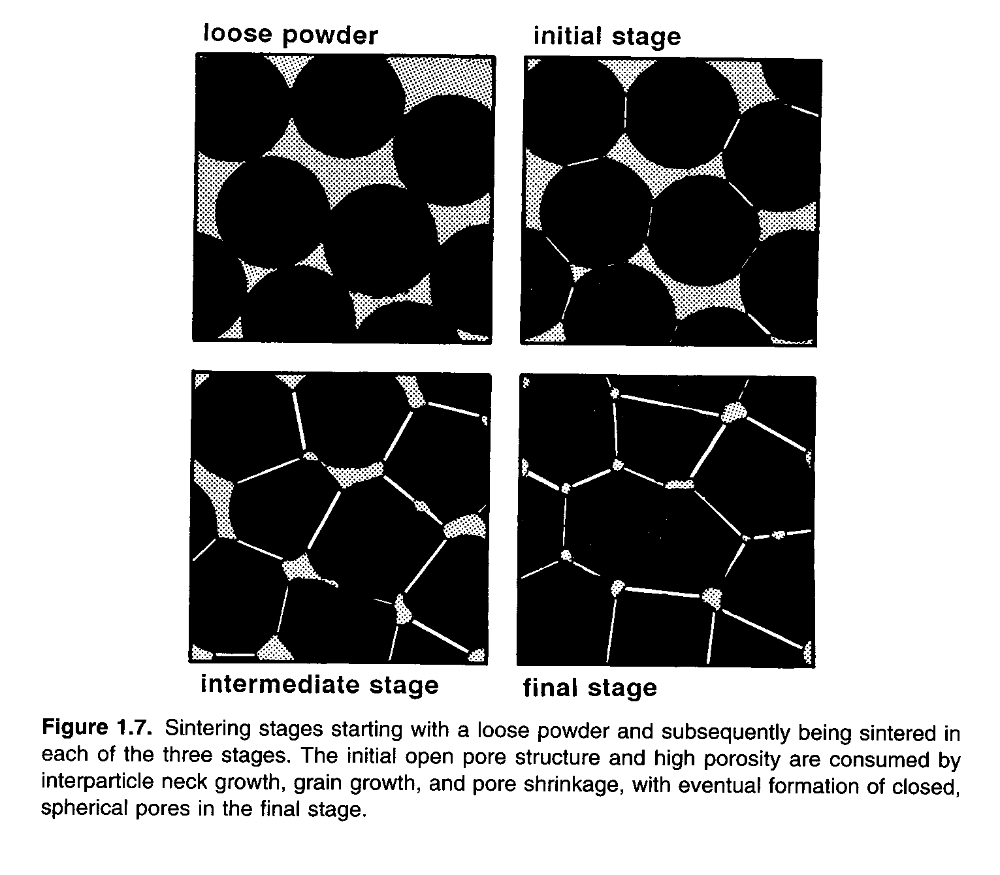 loose powder
initial stage
intermediate stage
final stage
Figure 1.7. Sintering stages starting with a loose powder and subsequently being sintered in
each of the three stages. The initial open pore structure and high porosity are consumed by
interparticle neck growth, grain growth, and pore shrinkage, with eventual formation of closed,
spherical pores in the final stage.